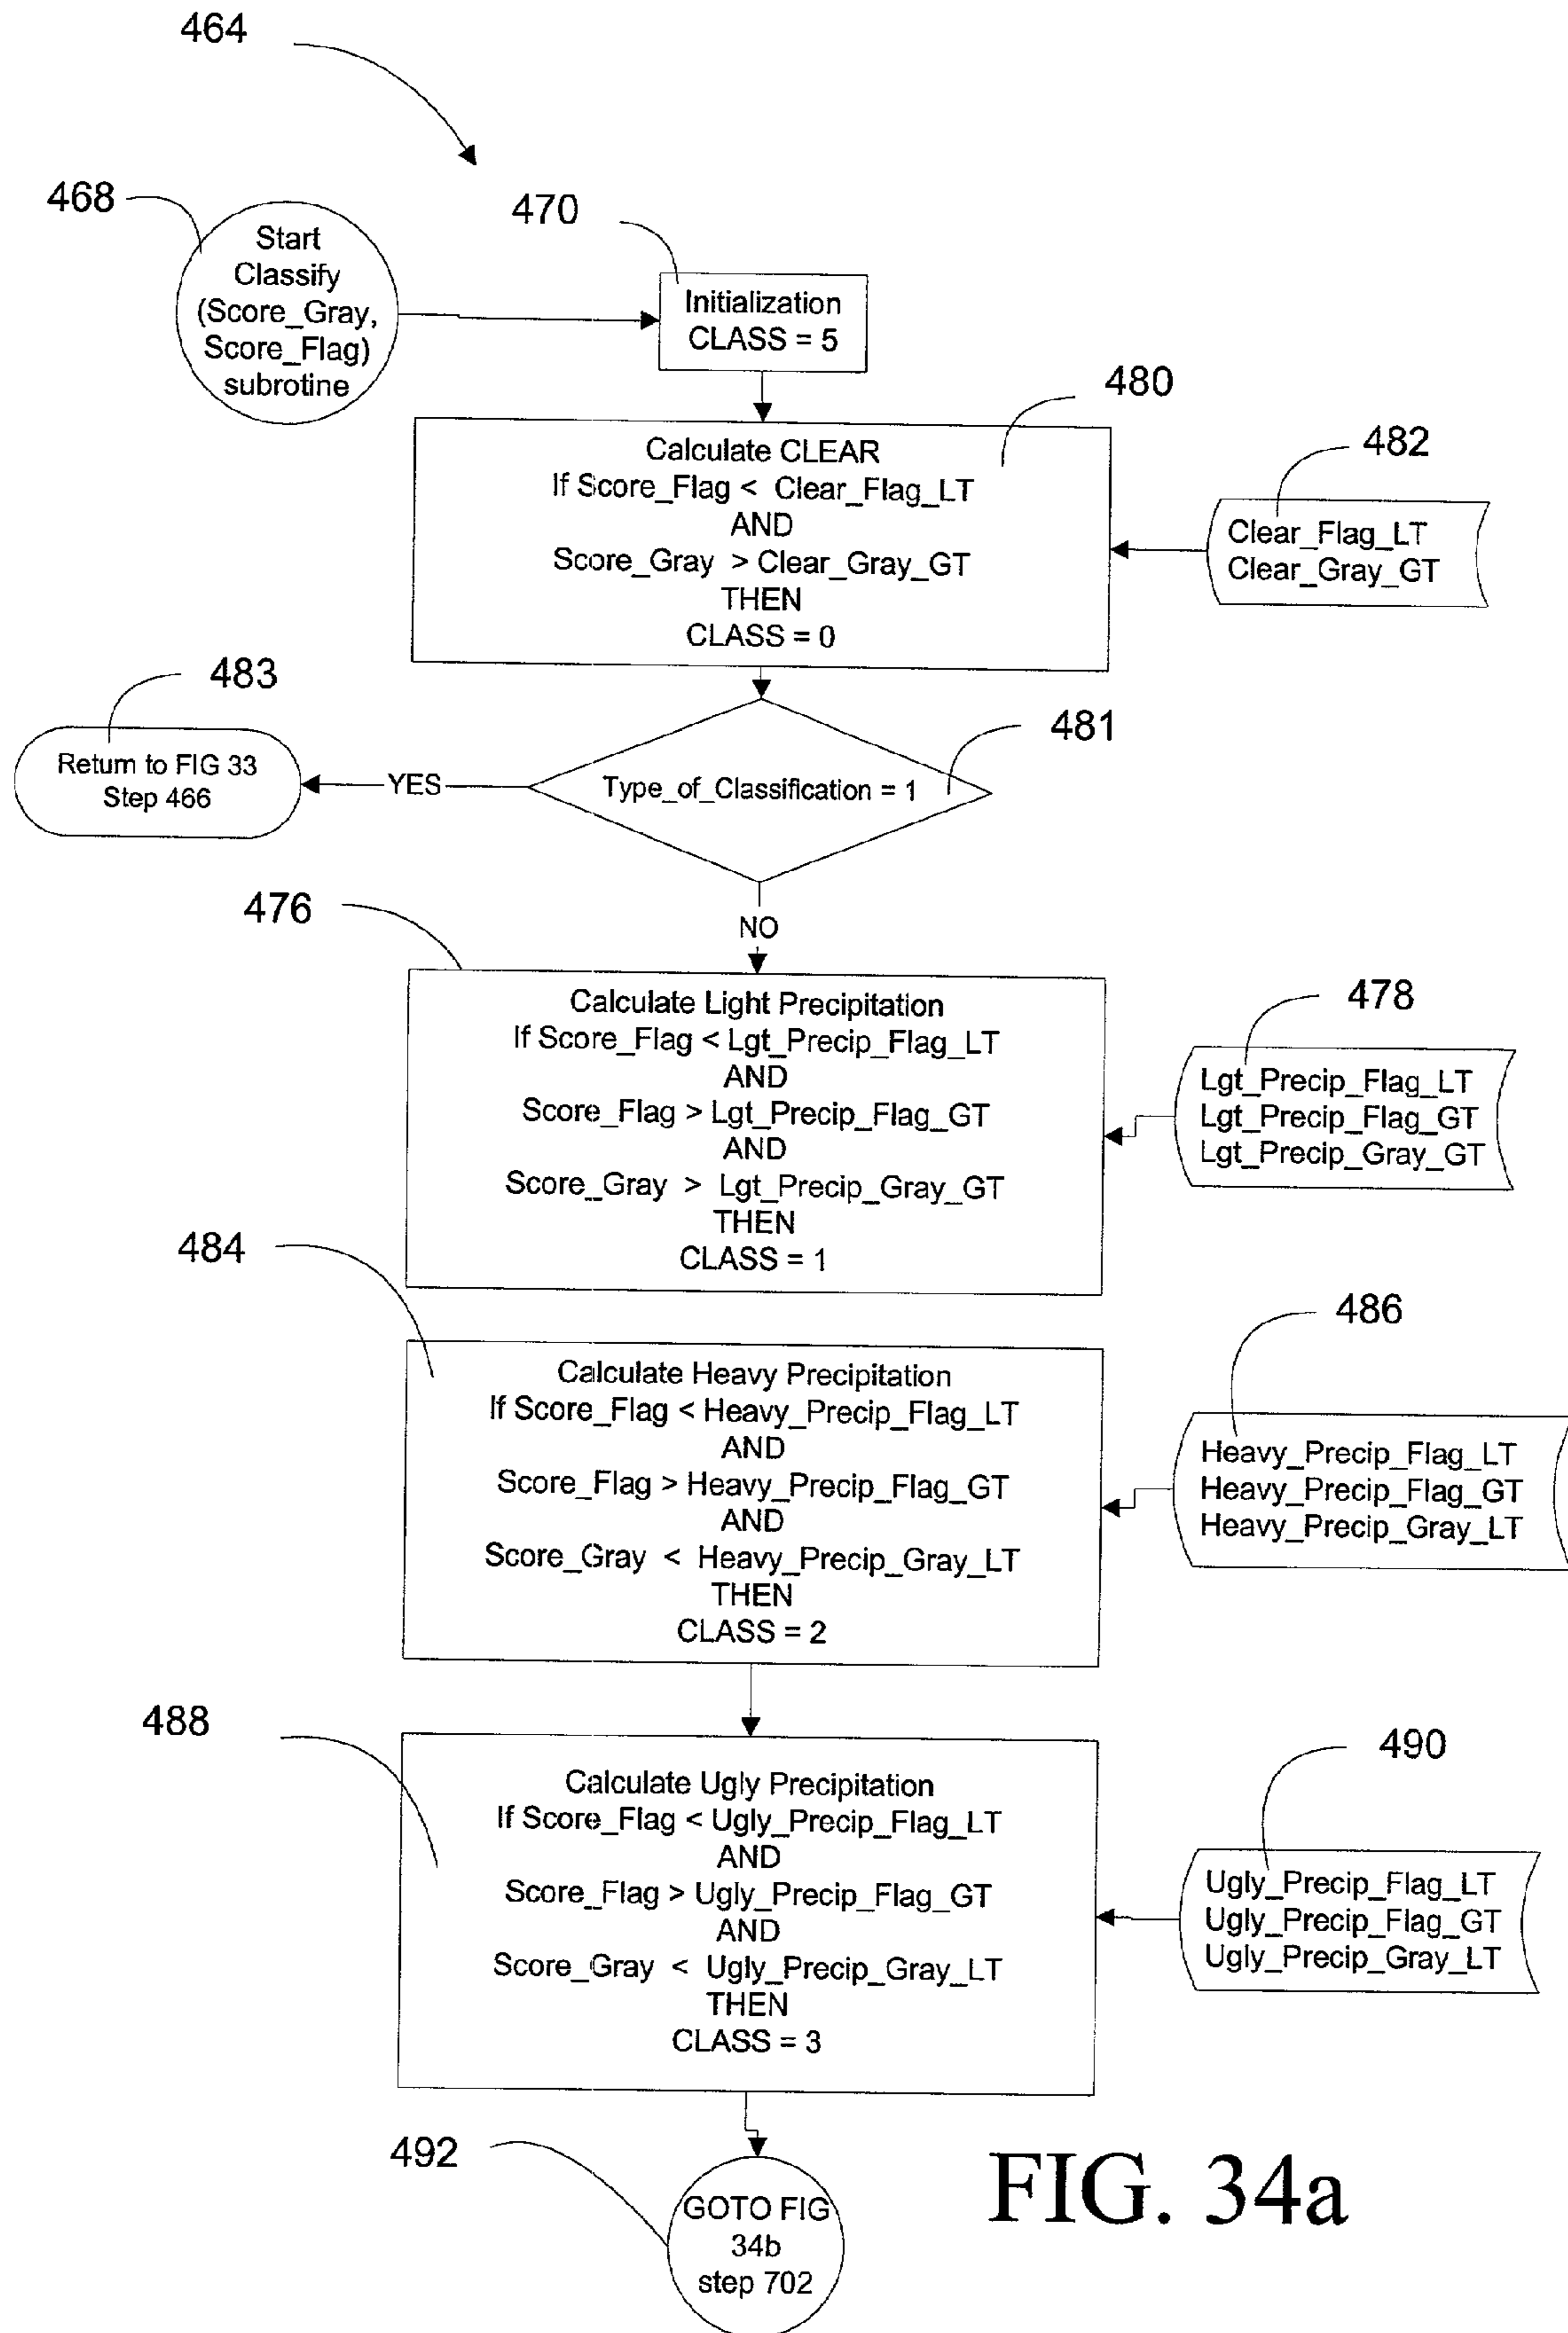 464
468
Start
Classify
(Score_Gray,
Score_Flag)
subrotine
470
Initialization
CLASS = 5
480
Calculate CLEAR
If Score_Flag < Clear_Flag_LT
AND
Score_Gray > Clear_Gray_GT
THEN
CLASS = 0
482
Clear_Flag_LT
Clear_Gray_GT
483
Return to FIG 33
Step 466
YES
481
Type_of_Classification = 1
NO
476
Calculate Light Precipitation
If Score_Flag < Lgt_Precip_Flag_LT
AND
Score_Flag > Lgt_Precip_Flag_GT
AND
Score_Gray > Lgt_Precip_Gray_GT
THEN
CLASS = 1
478
Lgt_Precip_Flag_LT
Lgt_Precip_Flag_GT
Lgt_Precip_Gray_GT
484
Calculate Heavy Precipitation
If Score_Flag < Heavy_Precip_Flag_LT
AND
Score_Flag > Heavy_Precip_Flag_GT
AND
Score_Gray < Heavy_Precip_Gray_LT
THEN
CLASS = 2
486
Heavy_Precip_Flag_LT
Heavy_Precip_Flag_GT
Heavy_Precip_Gray_LT
488
Calculate Ugly Precipitation
If Score_Flag < Ugly_Precip_Flag_LT
AND
Score_Flag > Ugly_Precip_Flag_GT
AND
Score_Gray < Ugly_Precip_Gray_LT
THEN
CLASS = 3
490
Ugly_Precip_Flag_LT
Ugly_Precip_Flag_GT
Ugly_Precip_Gray_LT
492
GOTO FIG
34b
step 702
FIG. 34a